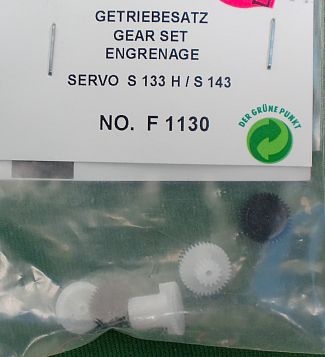 GETRIEBESATZ
GEAR SET
ENGRENAGE
SERVO S 133 H / S 143
NO. F 1130
DER GRÜNE PUNKT